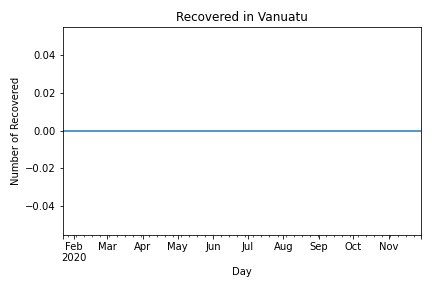 Recovered in Vanuatu
Number of Recovered
0.04
0.02
0.00
−0.02
−0.04
Feb Mar Apr May Jun Jul Aug Sep Oct Nov
2020
Day